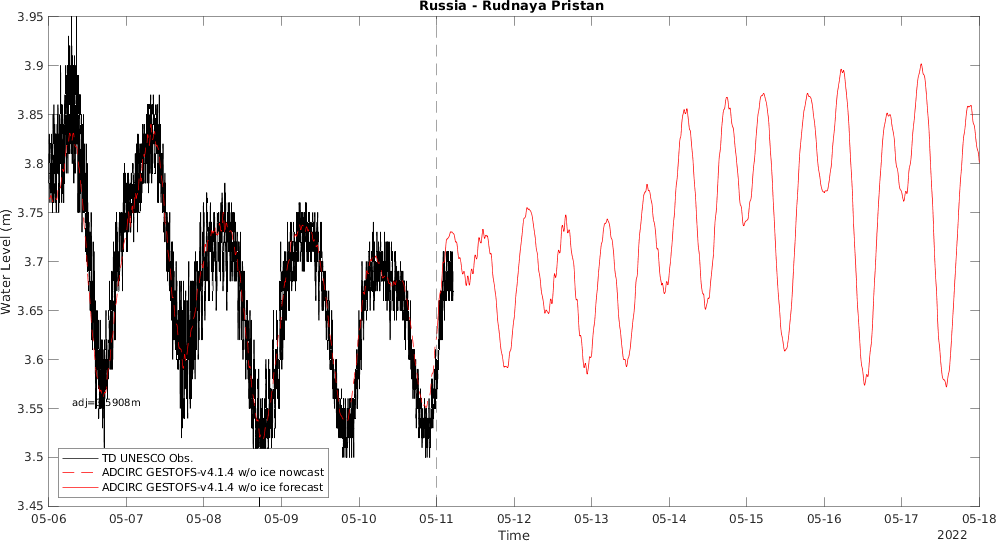 Russia - Rudnaya Pristan
3.95
3.9
3.85
3.8
3.75
3.7
3.65
3.6
3.55
3.5
3.45
Water Level (m)
TD UNESCO Obs.
ADCIRC GESTOFS-v4.1.4 w/o ice nowcast
ADCIRC GESTOFS-v4.1.4 w/o ice forecast
05-06 05-07 05-08 05-09 05-10 05-11 05-12 05-13 05-14 05-15 05-16 05-17 05-18
Time
2022